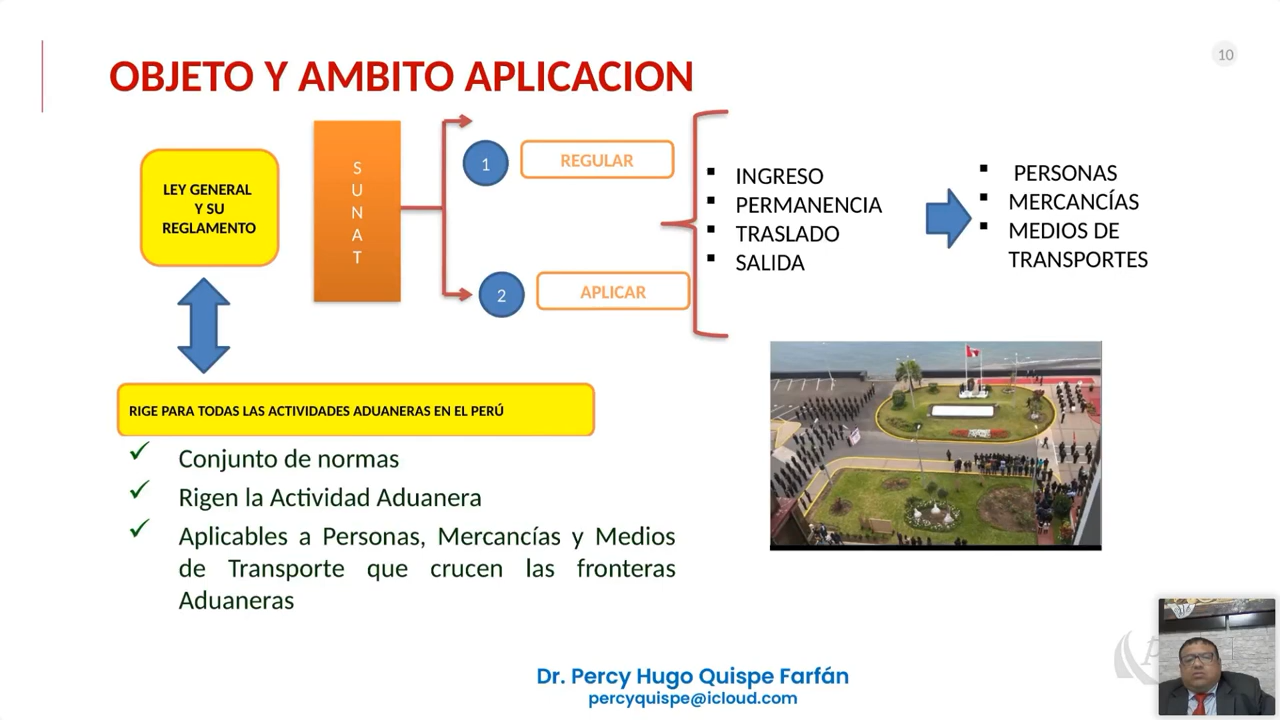 10
OBJETO Y AMBITO APLICACION
LEY GENERAL
Y SU
REGLAMENTO
S
U
N
A
T
1
REGULAR
2
APLICAR
▪ INGRESO
▪ PERMANENCIA
▪ TRASLADO
▪ SALIDA
▪ PERSONAS
▪ MERCANCÍAS
▪ MEDIOS DE
TRANSPORTES
RIGE PARA TODAS LAS ACTIVIDADES ADUANERAS EN EL PERÚ
✓ Conjunto de normas
✓ Rigen la Actividad Aduanera
✓ Aplicables a Personas, Mercancías y Medios
de Transporte que crucen las fronteras
Aduaneras
Dr. Percy Hugo Quispe Farfán
percyquispe@icloud.com